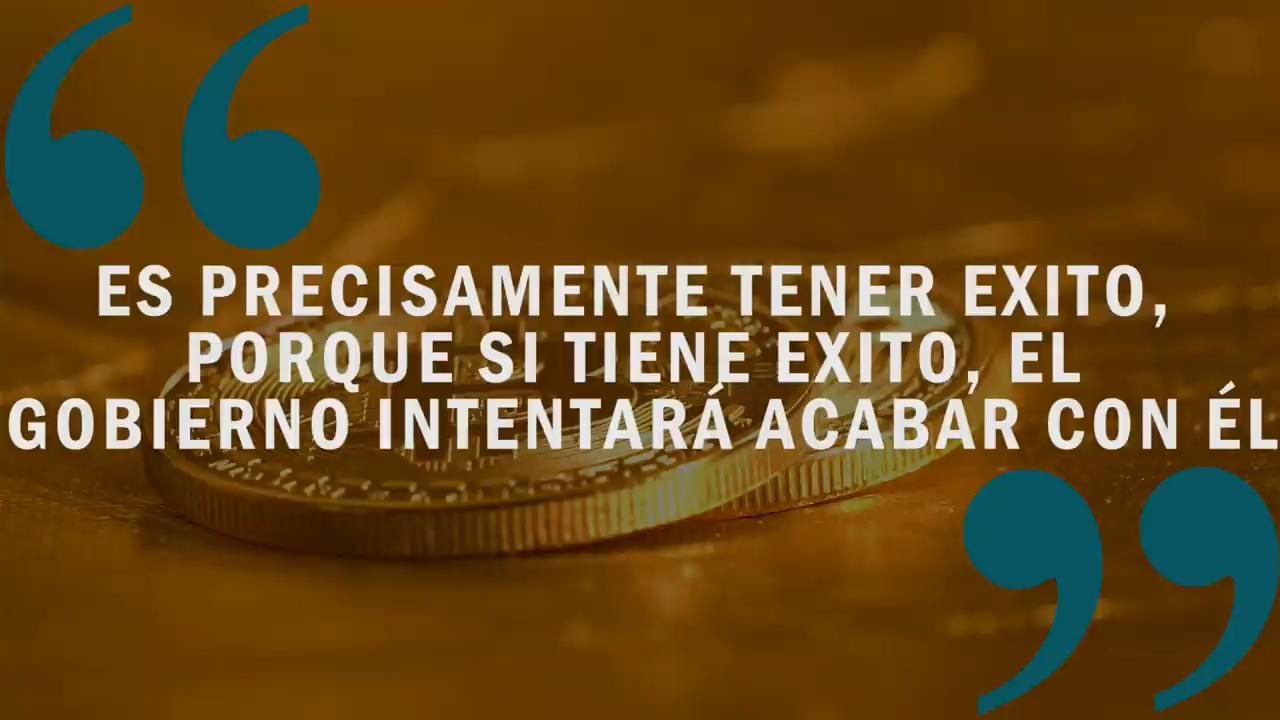 ES PRECISAMENTE TENER EXITO,
PORQUE SI TIENE EXITO, EL
GOBIERNO INTENTARÁ ACABAR CON ÉL